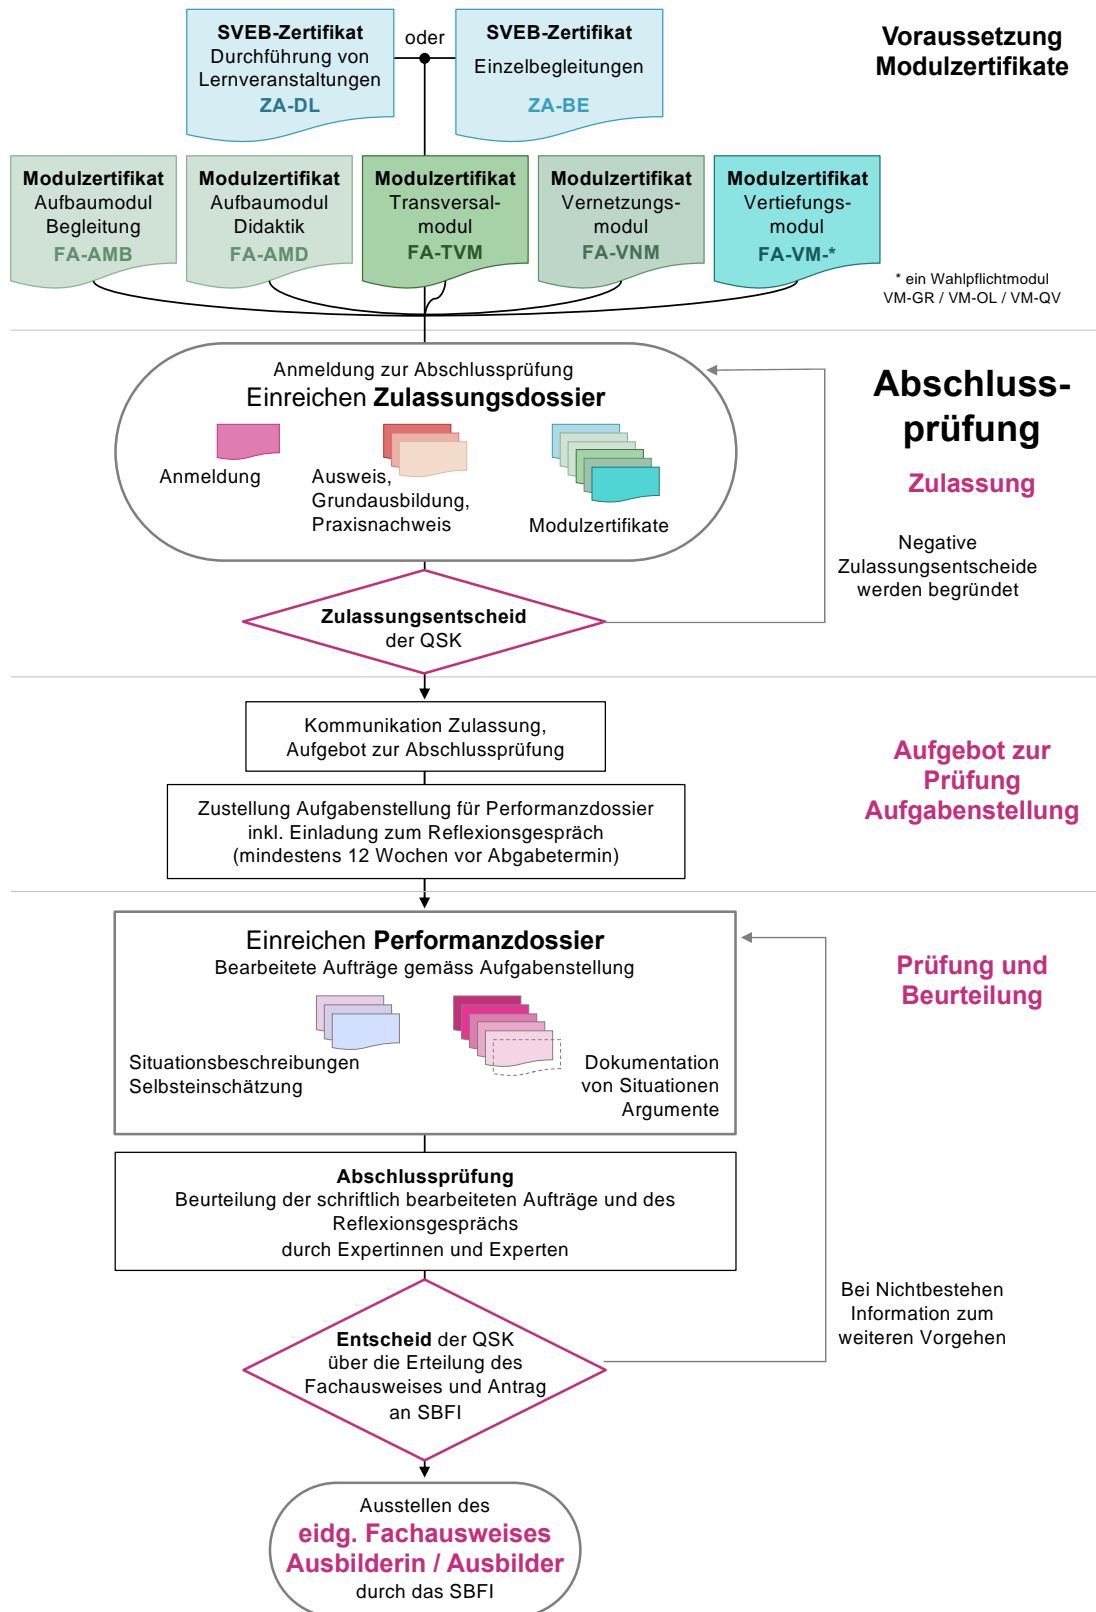 SVEB-Zertifikat
Durchführung von
Lernveranstaltungen
ZA-DL
oder
SVEB-Zertifikat
Einzelbegleitungen
ZA-BE
Voraussetzung
Modulzertifikate
Modulzertifikat
Aufbaumodul
Begleitung
FA-AMB
Modulzertifikat
Aufbaumodul
Didaktik
FA-AMD
Modulzertifikat
Transversal-
modul
FA-TVM
Modulzertifikat
Vernetzungs-
modul
FA-VNM
Modulzertifikat
Vertiefungs-
modul
FA-VM-*
* ein Wahlpflichtmodul
VM-GR / VM-OL / VM-QV
Anmeldung zur Abschlussprüfung
Einreichen Zulassungsdossier
Anmeldung
Ausweis,
Grundausbildung,
Praxisnachweis
Modulzertifikate
Abschluss-
prüfung
Zulassung
Negative
Zulassungsentscheide
werden begründet
Zulassungsentscheid
der QSK
Kommunikation Zulassung,
Aufgebot zur Abschlussprüfung
Aufgebot zur
Prüfung
Aufgabenstellung
Zustellung Aufgabenstellung für Performanzdossier
inkl. Einladung zum Reflexionsgespräch
(mindestens 12 Wochen vor Abgabetermin)
Einreichen Performanzdossier
Bearbeitete Aufträge gemäss Aufgabenstellung
Situationsbeschreibungen
Selbsteinschätzung
Dokumentation
von Situationen
Argumente
Prüfung und
Beurteilung
Abschlussprüfung
Beurteilung der schriftlich bearbeiteten Aufträge und des
Reflexionsgesprächs
durch Expertinnen und Experten
Bei Nichtbestehen
Information zum
weiteren Vorgehen
Entscheid der QSK
über die Erteilung des
Fachausweises und Antrag
an SBFI
Ausstellen des
eidg. Fachausweises
Ausbilderin / Ausbilder
durch das SBFI